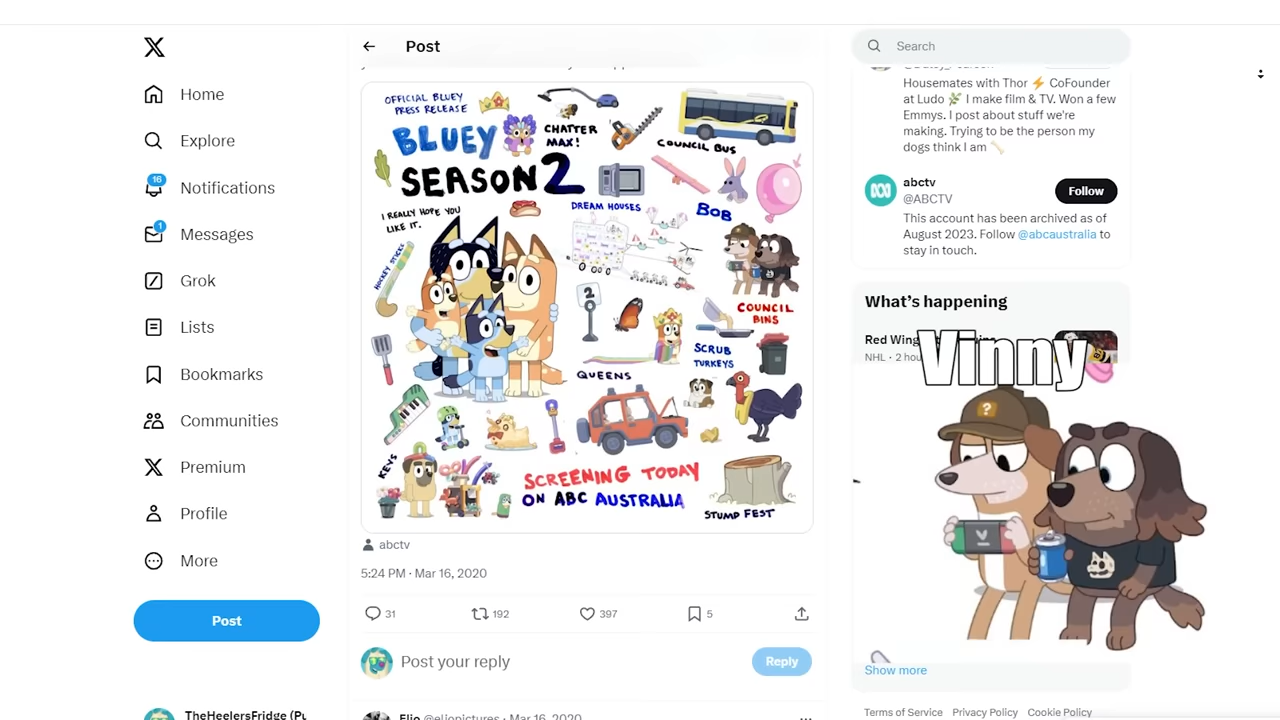 Home
Explore
16
Notifications
1
Messages
Grok
Lists
Bookmarks
Communities
Premium
Profile
More
Post
TheHeelersFridge (Pu
Post
OFFICIAL BLUEY
PRESS RELEASE
BLUEY
CHATTER
MAX!
COUNCIL BUS
SEASON 2
I REALLY HOPE YOU
LIKE IT.
DREAM HOUSES
BOB
HOCKEY STICKS
2
COUNCIL
BINS
SCRUB
TURKEYS
QUEENS
KEYS
SCREENING TODAY
ON ABC AUSTRALIA
STUMP FEST
abctv
5:24 PM · Mar 16, 2020
31
192
397
5
Post your reply
Reply
Elio @eliopictures · Mar 16, 2020
Search
Housemates with Thor ⚡ CoFounder
at Ludo 🌿 I make film & TV. Won a few
Emmys. I post about stuff we're
making. Trying to be the person my
dogs think I am 🦴
abctv
@ABCTV
Follow
This account has been archived as of
August 2023. Follow @abcaustralia to
stay in touch.
What's happening
Red Wing
NHL · 2 hou
Vinny
?
Show more
Terms of Service Privacy Policy Cookie Policy